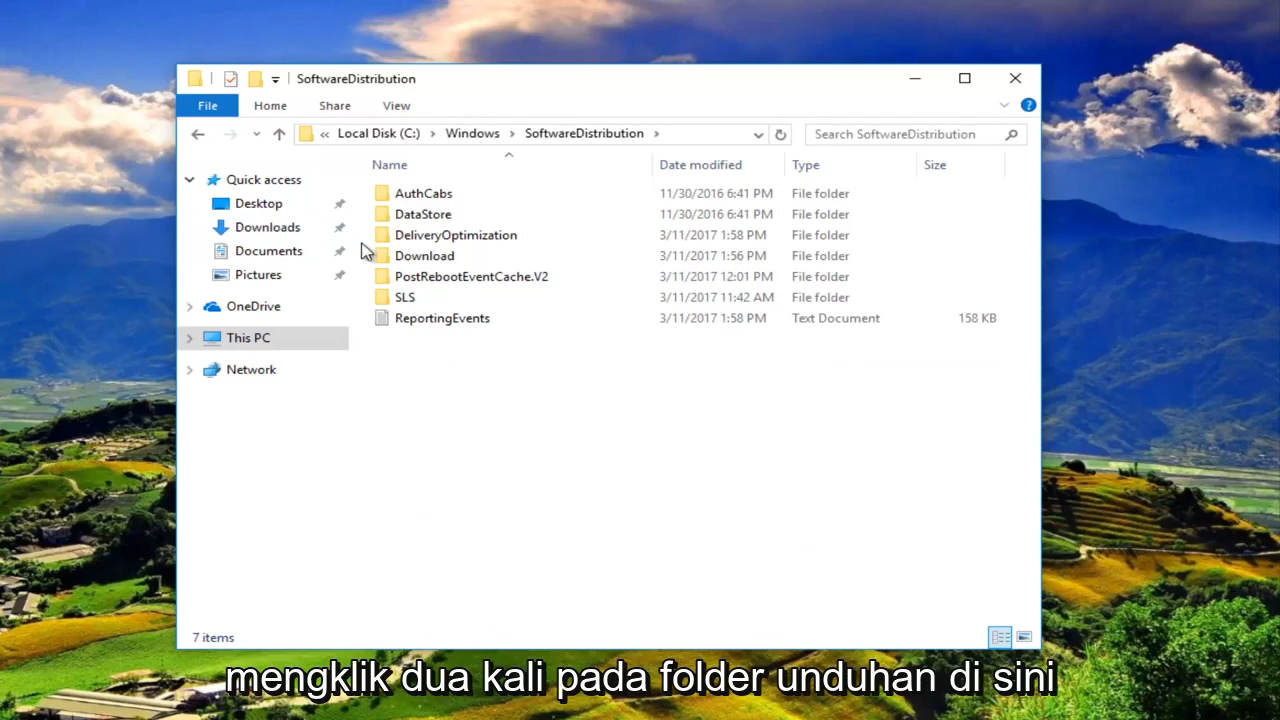 SoftwareDistribution
File Home Share View
« Local Disk (C:) Windows SoftwareDistribution Search SoftwareDistribution
Name Date modified Type Size
Quick access
Desktop
Downloads
Documents
Pictures
OneDrive
This PC
Network
AuthCabs 11/30/2016 6:41 PM File folder
DataStore 11/30/2016 6:41 PM File folder
DeliveryOptimization 3/11/2017 1:58 PM File folder
Download 3/11/2017 1:56 PM File folder
PostRebootEventCache.V2 3/11/2017 12:01 PM File folder
SLS 3/11/2017 11:42 AM File folder
ReportingEvents 3/11/2017 1:58 PM Text Document 158 KB
7 items
mengklik dua kali pada folder unduhan di sini